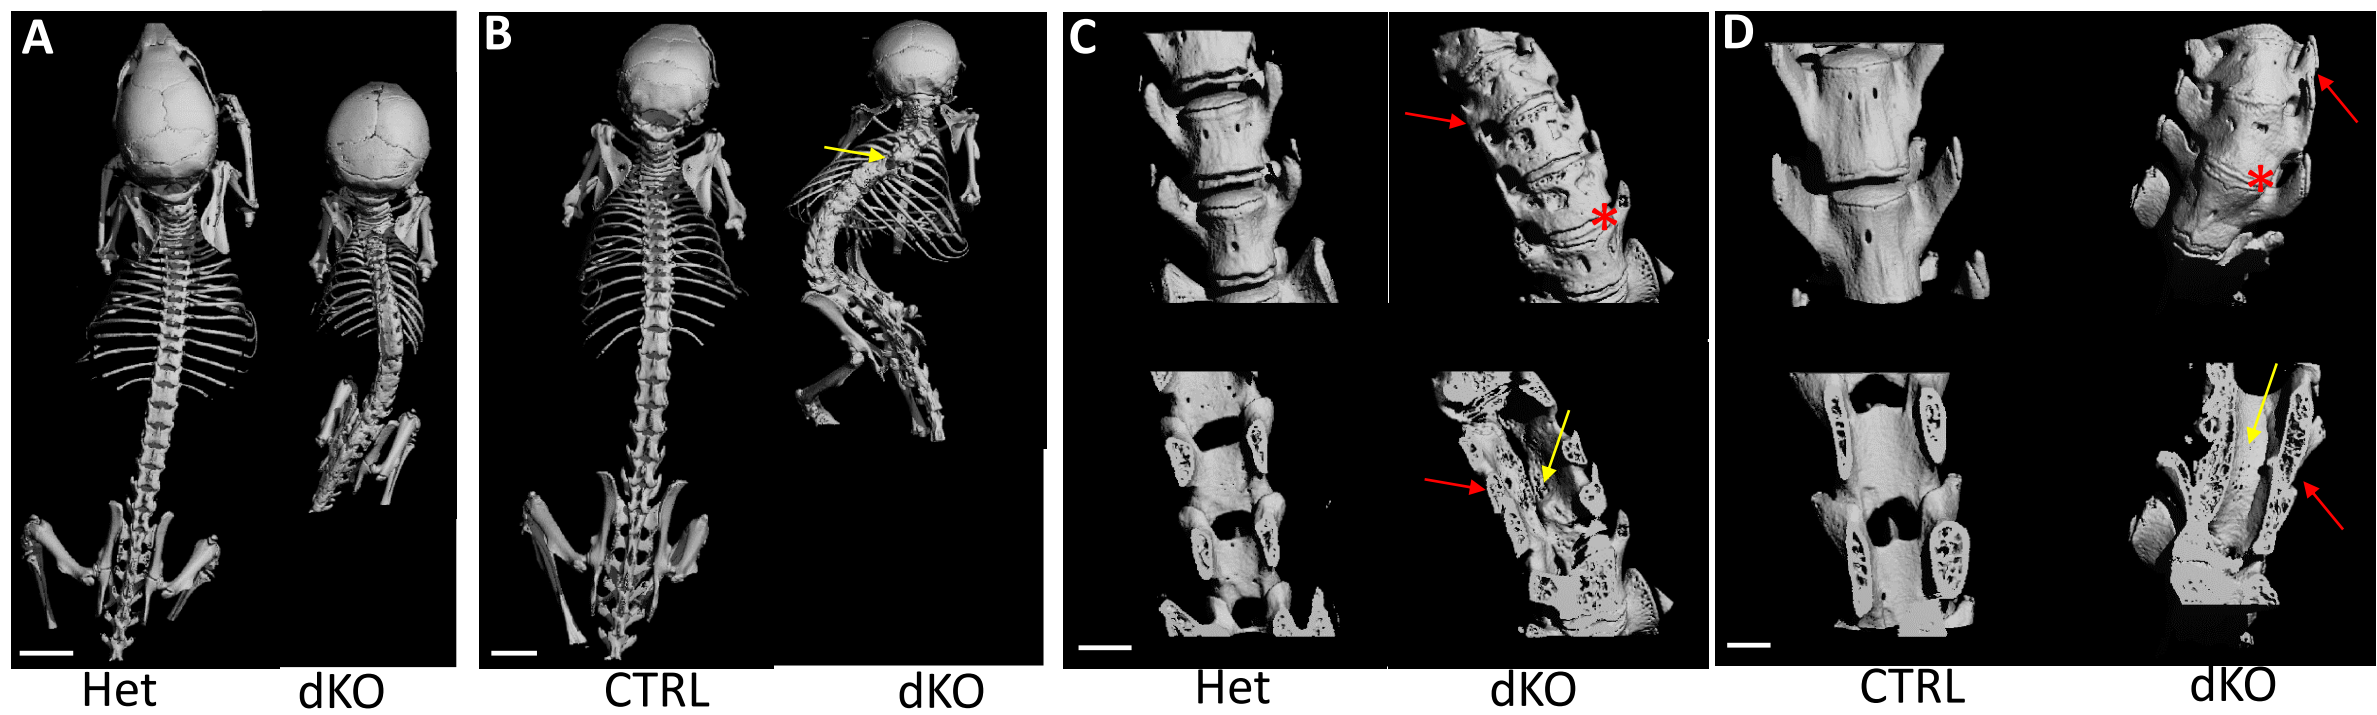 A B C D
* *
Het dKO CTRL dKO Het dKO CTRL dKO